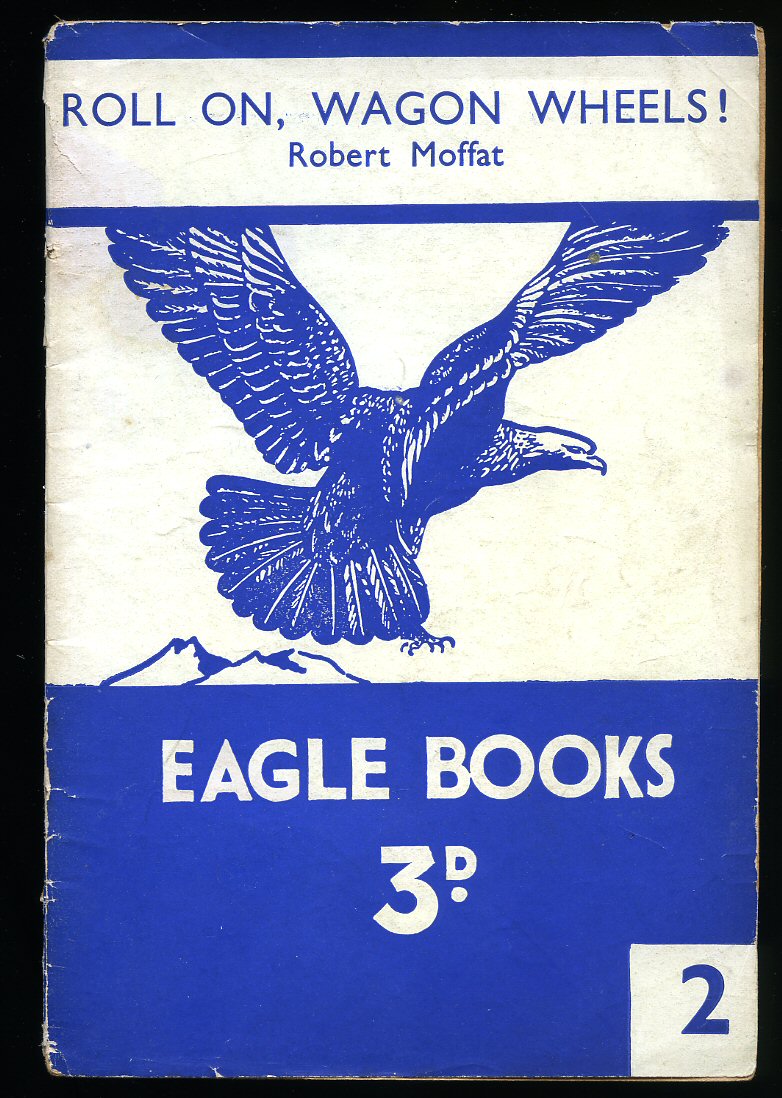 ROLL ON, WAGON WHEELS!
Robert Moffat
EAGLE BOOKS
3D.
2